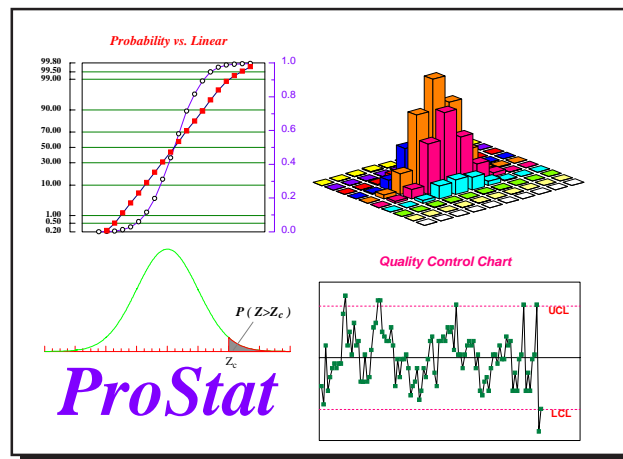 Probability vs. Linear
99.80
99.50
99.00
90.00
70.00
50.00
30.00
10.00
1.00
0.50
0.20
1.0
0.8
0.6
0.4
0.2
0.0
P ( Z>Zc )
Zc
ProStat
Quality Control Chart
UCL
LCL